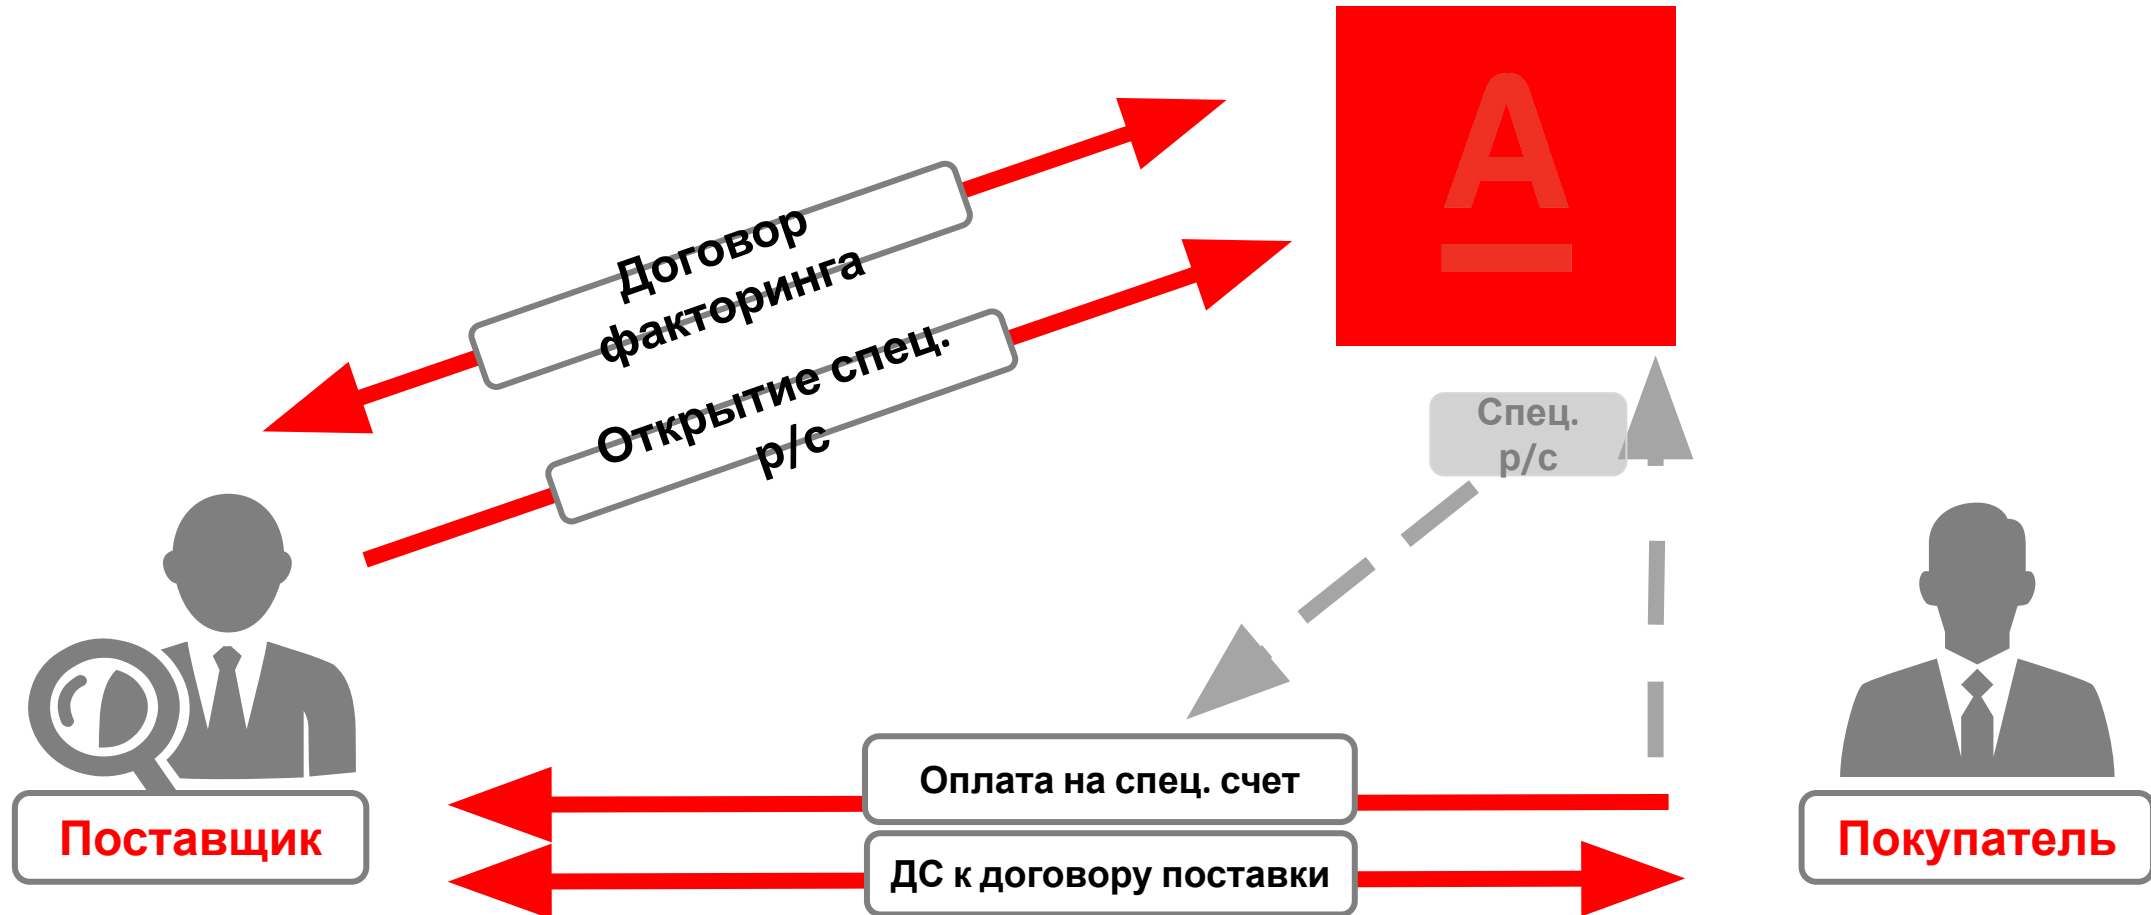 А
Договор
факторинга
Открытие спец.
р/с
Спец.
р/с
Оплата на спец. счет
ДС к договору поставки
Поставщик
Покупатель